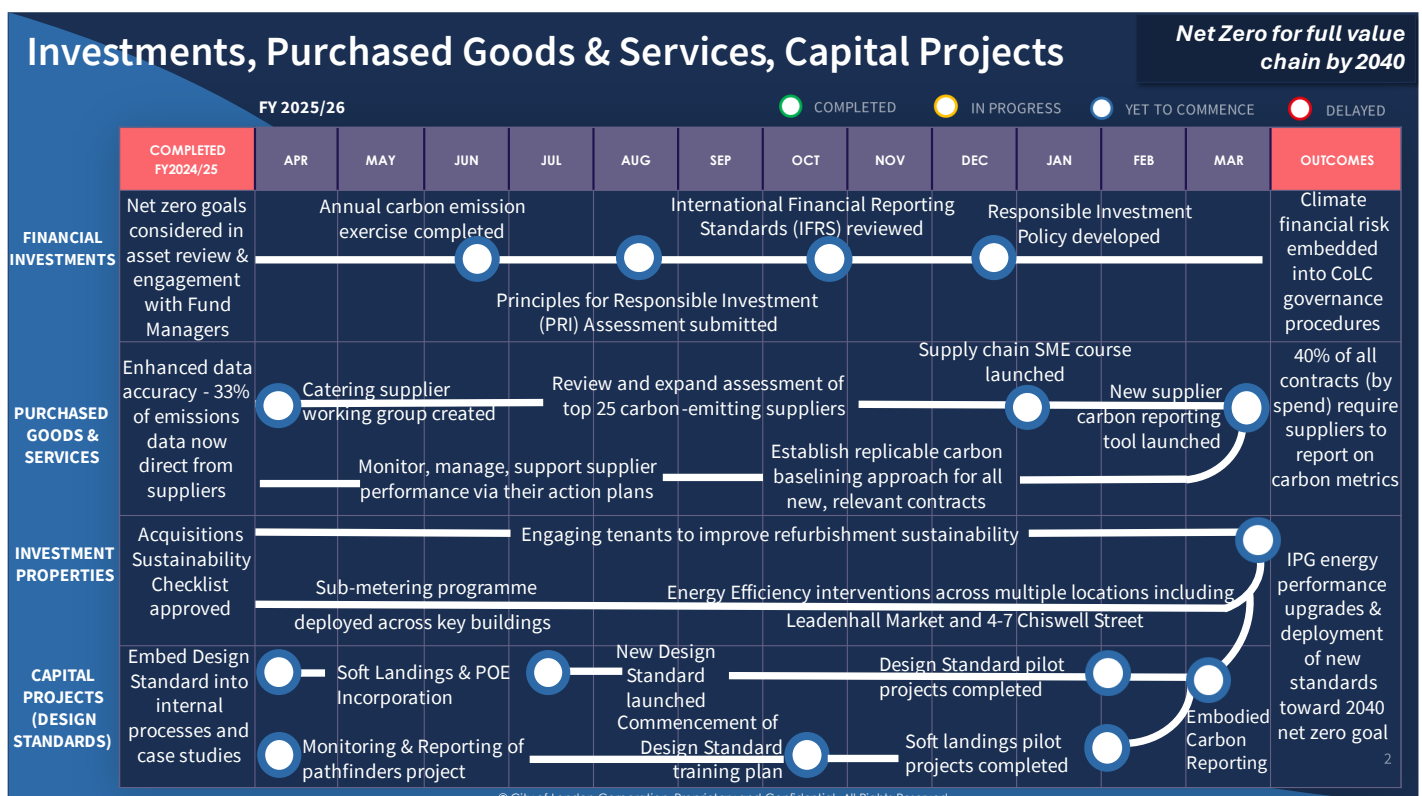 Investments, Purchased Goods & Services, Capital Projects
Net Zero for full value
chain by 2040
FY 2025/26
COMPLETED
IN PROGRESS
YET TO COMMENCE
DELAYED
COMPLETED
FY2024/25
APR
MAY
JUN
JUL
AUG
SEP
OCT
NOV
DEC
JAN
FEB
MAR
OUTCOMES
FINANCIAL
INVESTMENTS
Net zero goals
considered in
asset review &
engagement
with Fund
Managers
Annual carbon emission
exercise completed
Principles for Responsible Investment
(PRI) Assessment submitted
International Financial Reporting
Standards (IFRS) reviewed
Responsible Investment
Policy developed
Climate
financial risk
embedded
into CoLC
governance
procedures
PURCHASED
GOODS &
SERVICES
Enhanced data
accuracy - 33%
of emissions
data now
direct from
suppliers
Catering supplier
working group created
Review and expand assessment of
top 25 carbon-emitting suppliers
Supply chain SME course
launched
New supplier
carbon reporting
tool launched
Monitor, manage, support supplier
performance via their action plans
Establish replicable carbon
baselining approach for all
new, relevant contracts
40% of all
contracts (by
spend) require
suppliers to
report on
carbon metrics
INVESTMENT
PROPERTIES
Acquisitions
Sustainability
Checklist
approved
Engaging tenants to improve refurbishment sustainability
Sub-metering programme
deployed across key buildings
Energy Efficiency interventions across multiple locations including
Leadenhall Market and 4-7 Chiswell Street
IPG energy
performance
upgrades &
deployment
of new
standards
toward 2040
net zero goal
CAPITAL
PROJECTS
(DESIGN
STANDARDS)
Embed Design
Standard into
internal
processes and
case studies
Soft Landings & POE
Incorporation
New Design
Standard
launched
Design Standard pilot
projects completed
Embodied
Carbon
Reporting
Monitoring & Reporting of
pathfinders project
Commencement of
Design Standard
training plan
Soft landings pilot
projects completed
2
© City of London Corporation. Proprietary and Confidential. All Rights Reserved